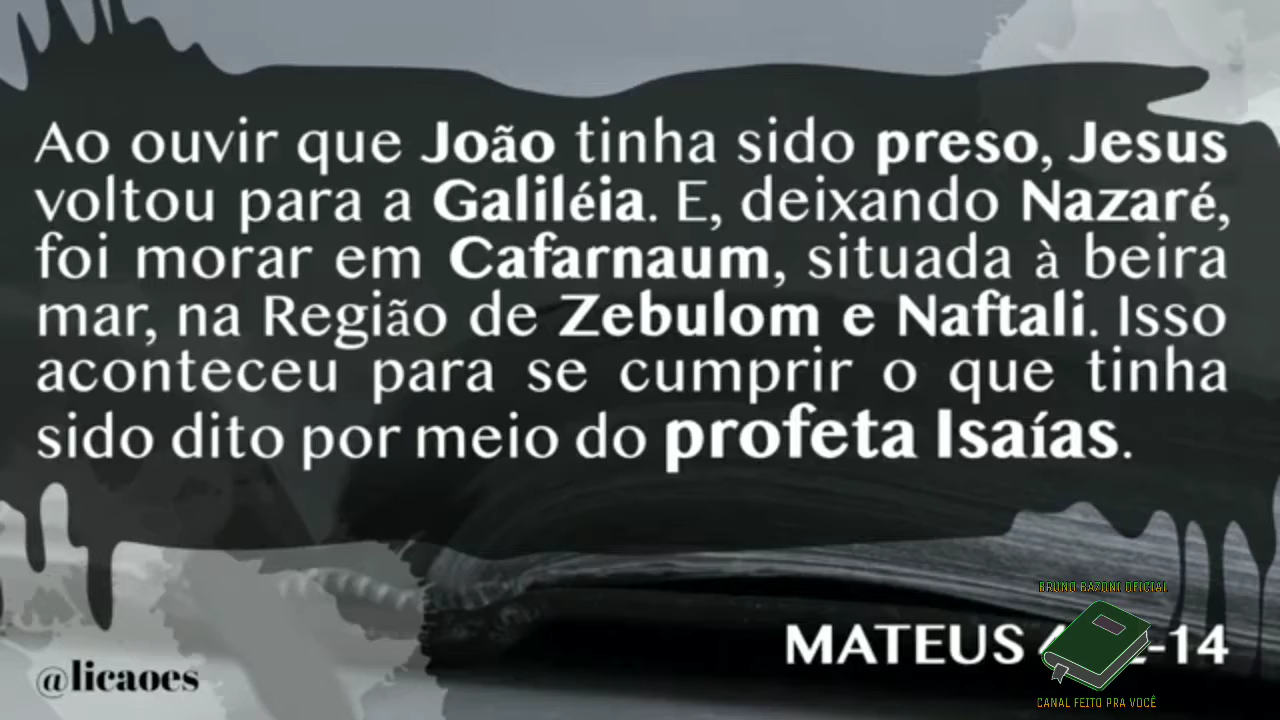 Ao ouvir que João tinha sido preso, Jesus
voltou para a Galiléia. E, deixando Nazaré,
foi morar em Cafarnaum, situada à beira
mar, na Região de Zebulom e Naftali. Isso
aconteceu para se cumprir o que tinha
sido dito por meio do profeta Isaías.
BRUNO RAZONI OFICIAL
MATEUS -14
@licaoes
CANAL FEITO PRA VOCÊ